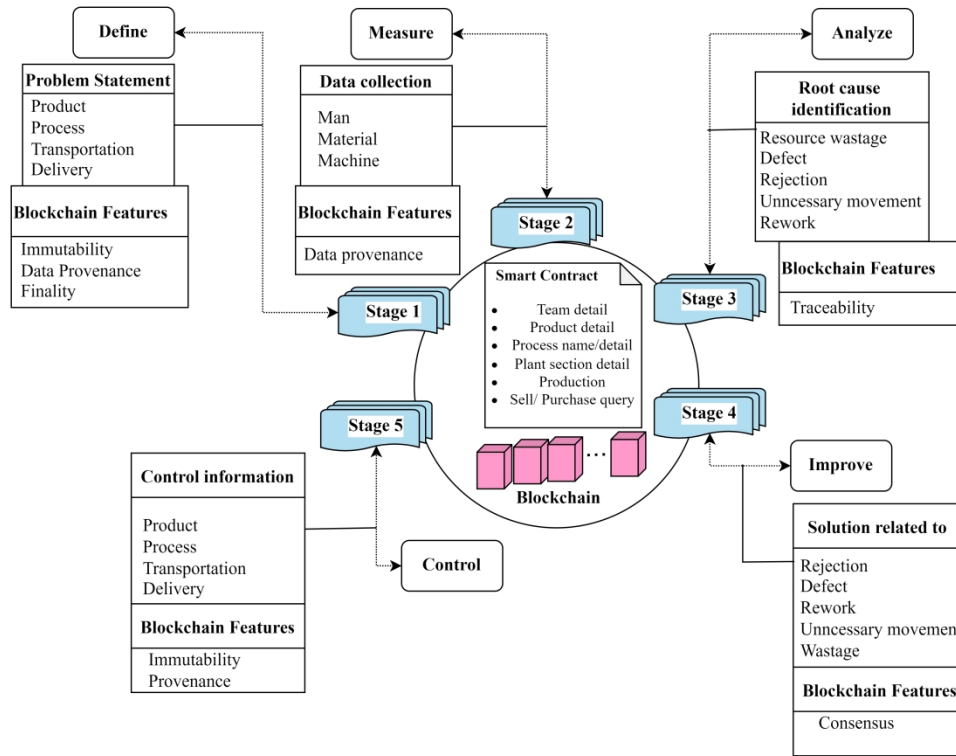 Define
Problem Statement
Product
Process
Transportation
Delivery
Blockchain Features
Immutability
Data Provenance
Finality
Measure
Data collection
Man
Material
Machine
Blockchain Features
Data provenance
Analyze
Root cause
identification
Resource wastage
Defect
Rejection
Unncessary movement
Rework
Blockchain Features
Traceability
Stage 1
Stage 2
Stage 3
Stage 4
Stage 5
Smart Contract
• Team detail
• Product detail
• Process name/detail
• Plant section detail
• Production
• Sell/ Purchase query
...
Blockchain
Control information
Product
Process
Transportation
Delivery
Blockchain Features
Immutability
Provenance
Control
Improve
Solution related to
Rejection
Defect
Rework
Unncessary movement
Wastage
Blockchain Features
Consensus